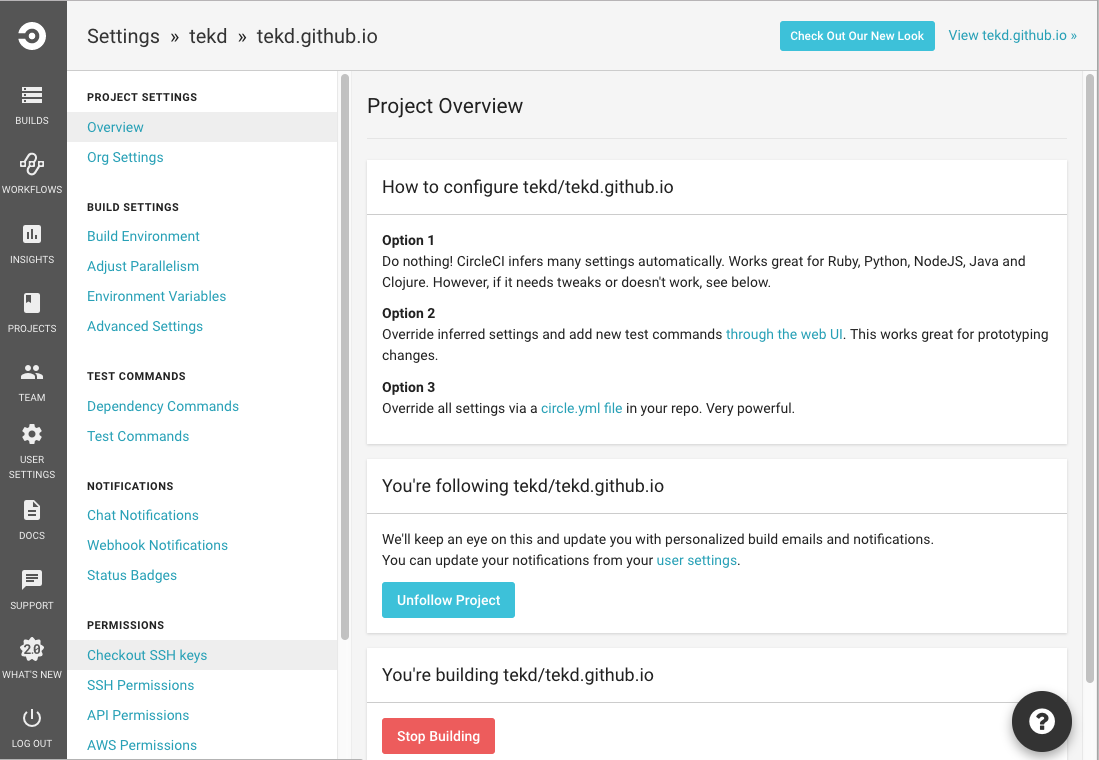 Settings » tekd » tekd.github.io
Check Out Our New Look
View tekd.github.io »
BUILDS
WORKFLOWS
INSIGHTS
PROJECTS
TEAM
USER
SETTINGS
DOCS
SUPPORT
2.0
WHAT'S NEW
LOG OUT
PROJECT SETTINGS
Overview
Org Settings
BUILD SETTINGS
Build Environment
Adjust Parallelism
Environment Variables
Advanced Settings
TEST COMMANDS
Dependency Commands
Test Commands
NOTIFICATIONS
Chat Notifications
Webhook Notifications
Status Badges
PERMISSIONS
Checkout SSH keys
SSH Permissions
API Permissions
AWS Permissions
Project Overview
How to configure tekd/tekd.github.io
Option 1
Do nothing! CircleCI infers many settings automatically. Works great for Ruby, Python, NodeJS, Java and
Clojure. However, if it needs tweaks or doesn't work, see below.
Option 2
Override inferred settings and add new test commands through the web UI. This works great for prototyping
changes.
Option 3
Override all settings via a circle.yml file in your repo. Very powerful.
You're following tekd/tekd.github.io
We'll keep an eye on this and update you with personalized build emails and notifications.
You can update your notifications from your user settings.
Unfollow Project
You're building tekd/tekd.github.io
Stop Building
?